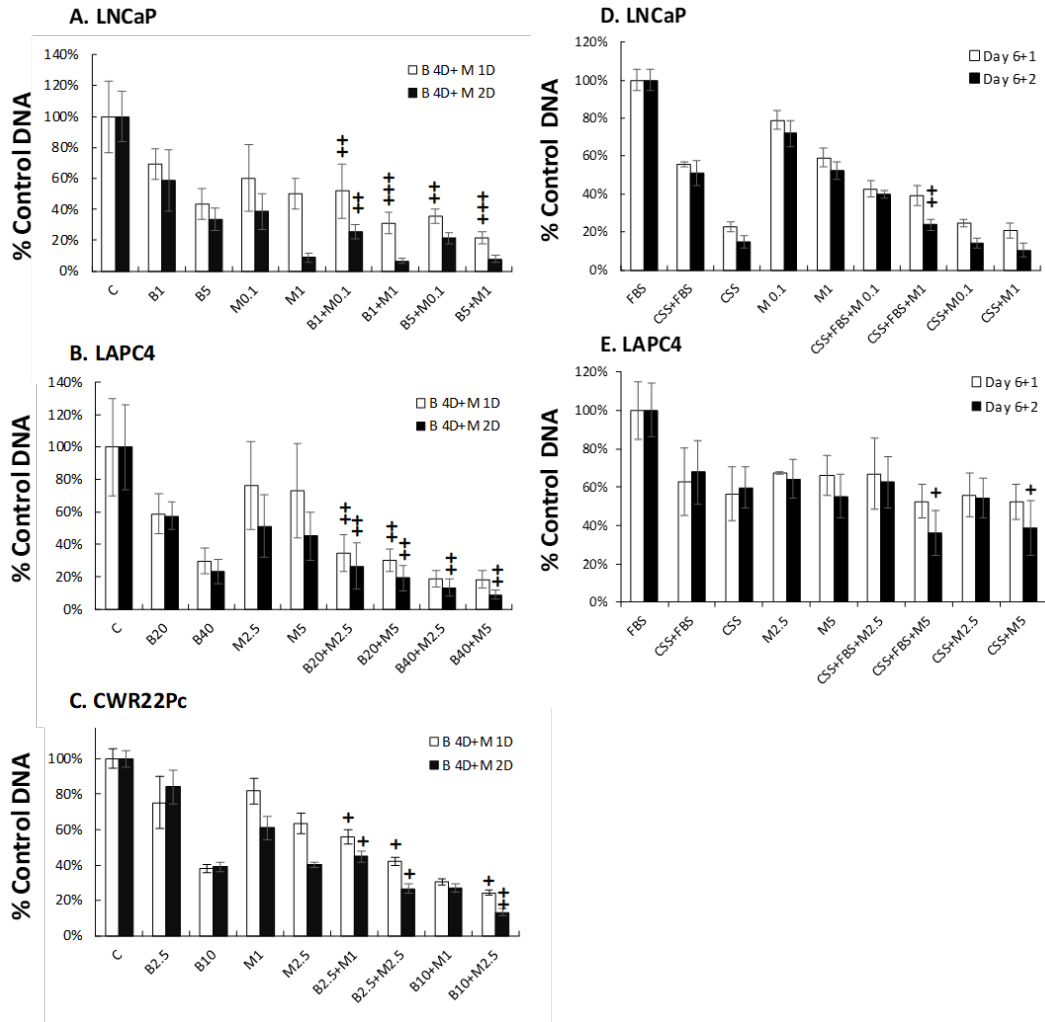 A. LNCaP
% Control DNA
140%
120%
100%
80%
60%
40%
20%
0%
B 4D+ M 1D
B 4D+ M 2D
++
++
+++
++
+++
C
B1
B5
M0.1
M1
B1+M0.1
B1+M1
B5+M0.1
B5+M1
B. LAPC4
% Control DNA
140%
120%
100%
80%
60%
40%
20%
0%
B 4D+M 1D
B 4D+M 2D
++
++
++
++
++
++
C
B20
B40
M2.5
M5
B20+M2.5
B20+M5
B40+M2.5
B40+M5
C. CWR22Pc
% Control DNA
100%
80%
60%
40%
20%
0%
B 4D+M 1D
B 4D+M 2D
+
+
+
+
+
++
C
B2.5
B10
M1
M2.5
B2.5+M1
B2.5+M2.5
B10+M1
B10+M2.5
D. LNCaP
% Control DNA
120%
100%
80%
60%
40%
20%
0%
Day 6+1
Day 6+2
++
FBS
CSS+FBS
CSS
M 0.1
M1
CSS+FBS+M 0.1
CSS+FBS+M1
CSS+M0.1
CSS+M1
E. LAPC4
% Control DNA
120%
100%
80%
60%
40%
20%
0%
Day 6+1
Day 6+2
+
+
FBS
CSS+FBS
CSS
M2.5
M5
CSS+FBS+M2.5
CSS+FBS+M5
CSS+M2.5
CSS+M5